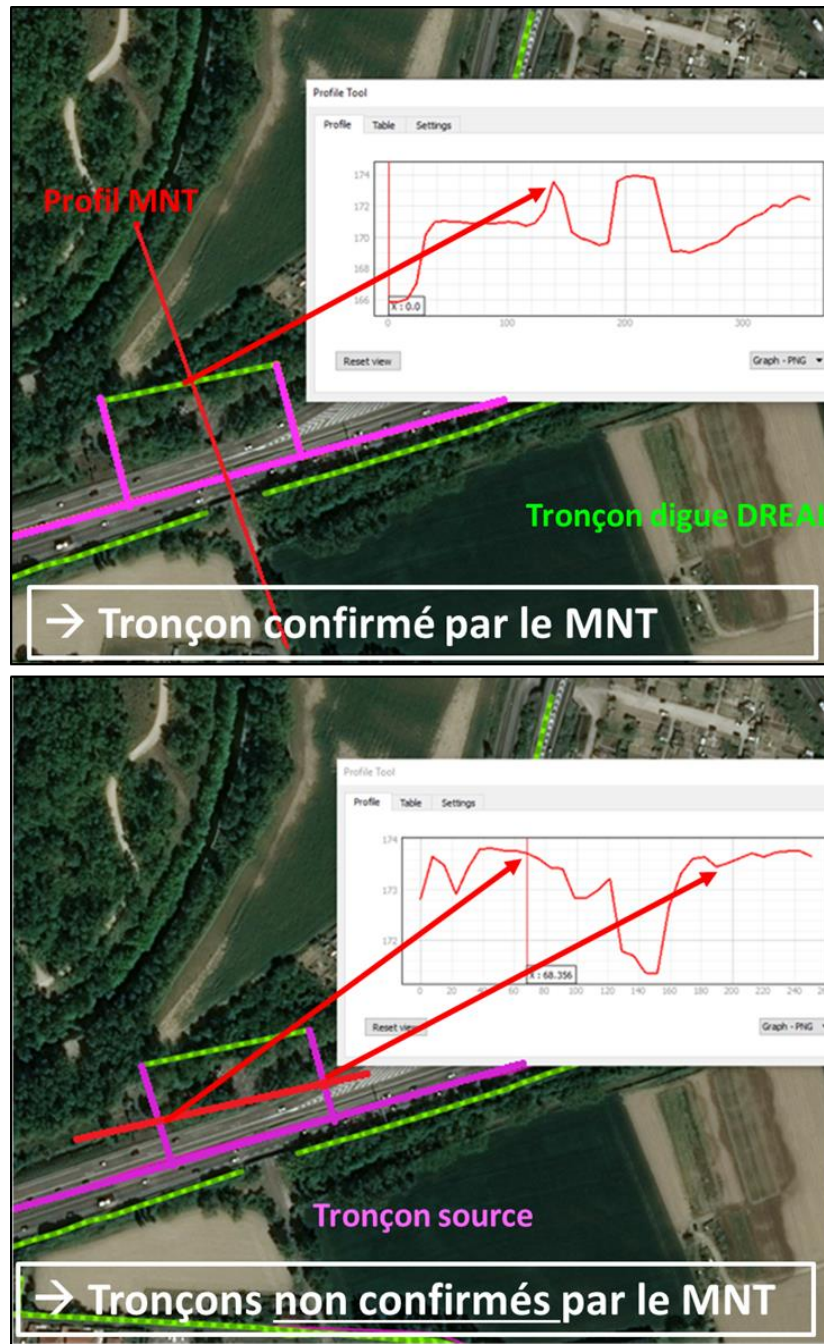 Profile Tool
Profile Table Settings
Profil MNT
174
172
170
168
166
X : 0.0
0 100 200 300
Reset view Graph - PNG
Tronçon digue DREAL
→ Tronçon confirmé par le MNT
Profile Tool
Profile Table Settings
174
173
172
X : 68.356
0 20 40 60 80 100 120 140 160 180 200 220 240
Reset view Graph - PNG
Tronçon source
→ Tronçons non confirmés par le MNT